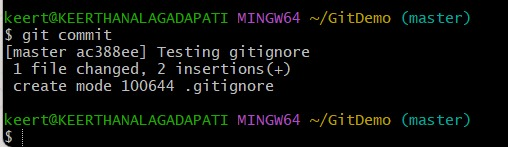 keert@KEERTHANALAGADAPATI MINGW64 ~/GitDemo (master)
$ git commit
[master ac388ee] Testing gitignore
 1 file changed, 2 insertions(+)
 create mode 100644 .gitignore

keert@KEERTHANALAGADAPATI MINGW64 ~/GitDemo (master)
$